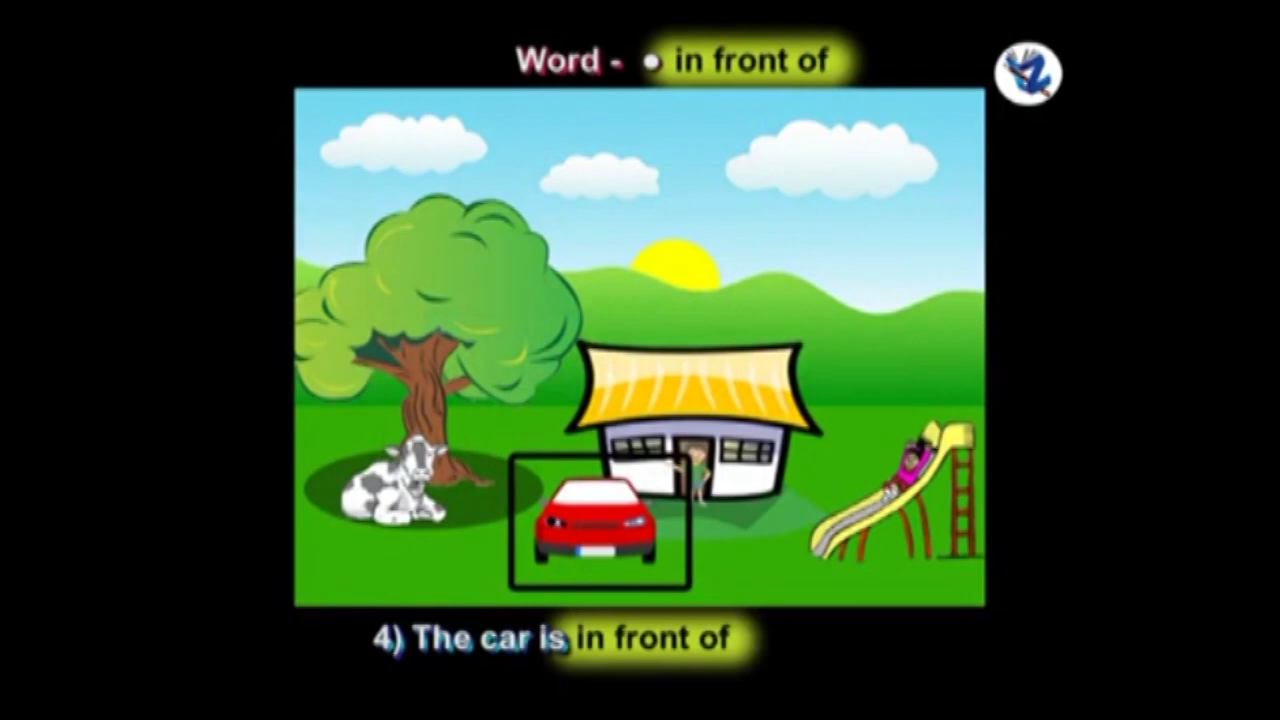 Word - • in front of
4) The car is in front of